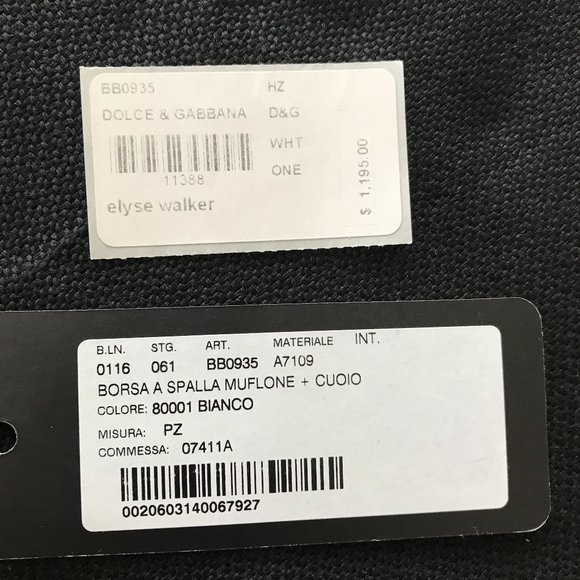 BB0935 HZ
DOLCE & GABBANA D&G
WHT
11388 ONE
elyse walker
$ 1,195.00
B.LN. STG. ART. MATERIALE INT.
0116 061 BB0935 A7109
BORSA A SPALLA MUFLONE + CUOIO
COLORE: 80001 BIANCO
MISURA: PZ
COMMESSA: 07411A
0020603140067927